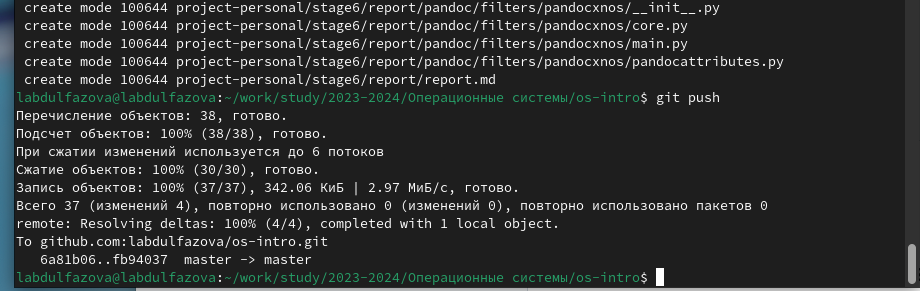 create mode 100644 project-personal/stage6/report/pandoc/filters/pandocxnos/__init__.py
create mode 100644 project-personal/stage6/report/pandoc/filters/pandocxnos/core.py
create mode 100644 project-personal/stage6/report/pandoc/filters/pandocxnos/main.py
create mode 100644 project-personal/stage6/report/pandoc/filters/pandocxnos/pandocattributes.py
create mode 100644 project-personal/stage6/report/report.md
labdulfazova@labdulfazova:~/work/study/2023-2024/Операционные системы/os-intro$ git push
Перечисление объектов: 38, готово.
Подсчет объектов: 100% (38/38), готово.
При сжатии изменений используется до 6 потоков
Сжатие объектов: 100% (30/30), готово.
Запись объектов: 100% (37/37), 342.06 КиБ | 2.97 МиБ/с, готово.
Всего 37 (изменений 4), повторно использовано 0 (изменений 0), повторно использовано пакетов 0
remote: Resolving deltas: 100% (4/4), completed with 1 local object.
To github.com:labdulfazova/os-intro.git
6a81b06..fb94037  master -> master
labdulfazova@labdulfazova:~/work/study/2023-2024/Операционные системы/os-intro$